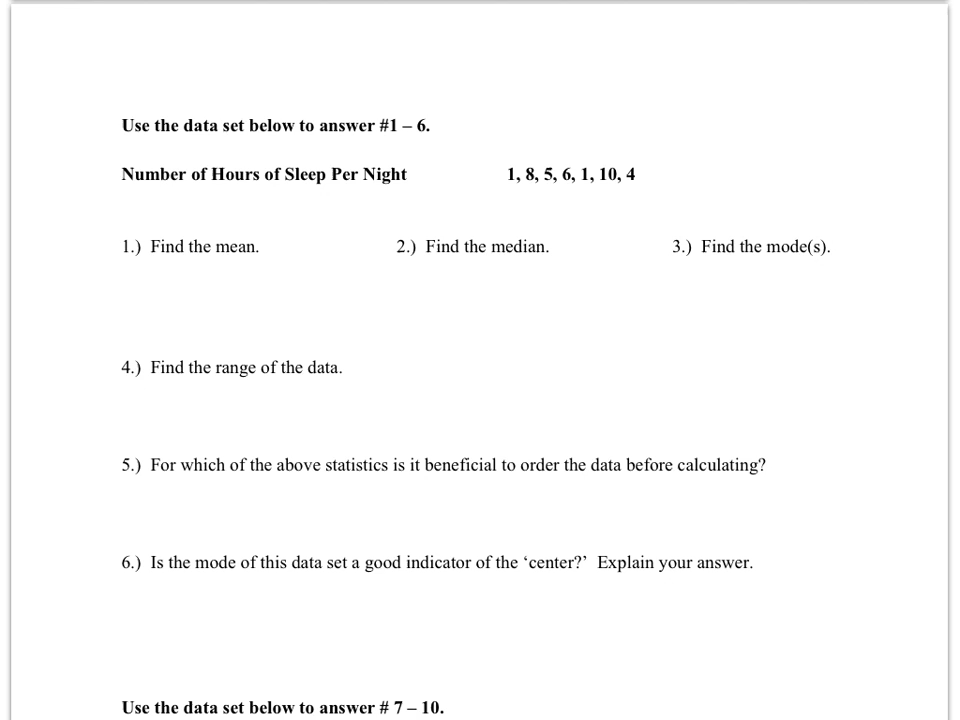 Use the data set below to answer #1 – 6.
Number of Hours of Sleep Per Night 1, 8, 5, 6, 1, 10, 4
1.) Find the mean. 2.) Find the median. 3.) Find the mode(s).
4.) Find the range of the data.
5.) For which of the above statistics is it beneficial to order the data before calculating?
6.) Is the mode of this data set a good indicator of the ‘center?’ Explain your answer.
Use the data set below to answer # 7 – 10.